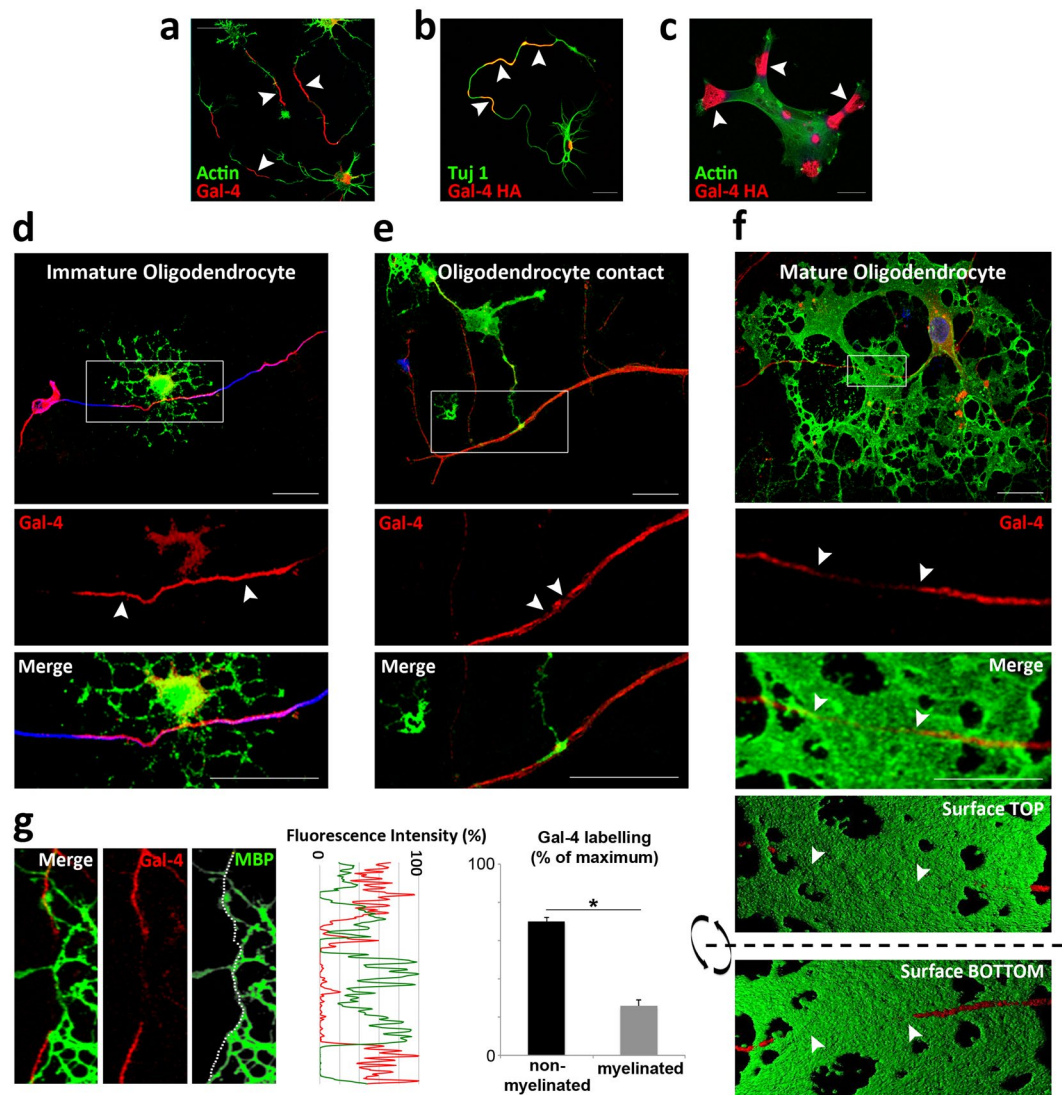 a
Actin
Gal-4
b
Tuj 1
Gal-4 HA
c
Actin
Gal-4 HA
d
Immature Oligodendrocyte
Gal-4
Merge
e
Oligodendrocyte contact
Gal-4
Merge
f
Mature Oligodendrocyte
Gal-4
Merge
Surface TOP
Surface BOTTOM
g
Merge
Gal-4
MBP
Fluorescence Intensity (%)
0
100
Gal-4 labelling
(% of maximum)
100
0
*
non-
myelinated
myelinated